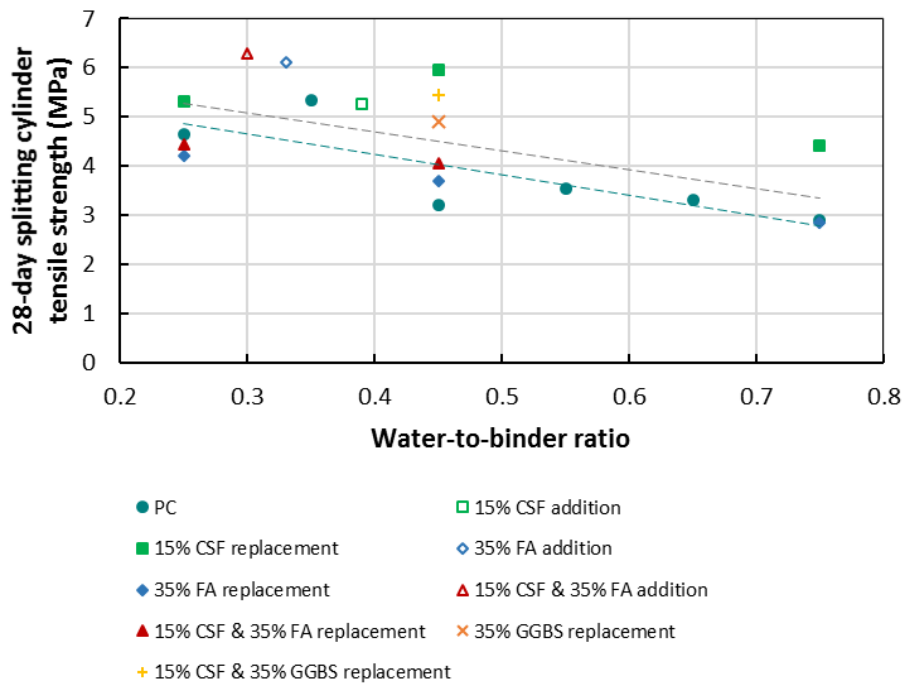 7
6
5
4
3
2
1
0
28-day splitting cylinder
tensile strength (MPa)
0.2 0.3 0.4 0.5 0.6 0.7 0.8
Water-to-binder ratio
PC
15% CSF addition
15% CSF replacement
35% FA addition
35% FA replacement
15% CSF & 35% FA addition
15% CSF & 35% FA replacement
35% GGBS replacement
15% CSF & 35% GGBS replacement